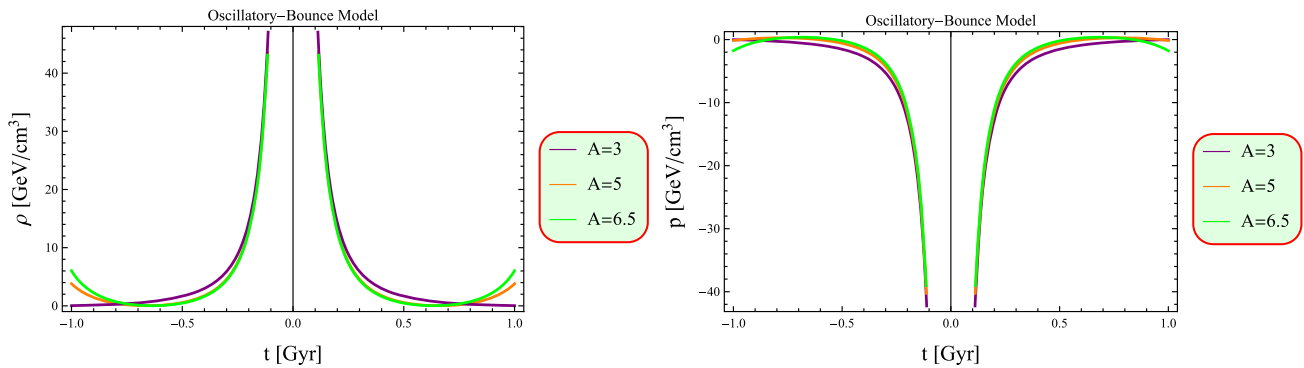 Oscillatory−Bounce Model
ρ [GeV/cm³]
40
30
20
10
0
−1.0 −0.5 0.0 0.5 1.0
t [Gyr]
A=3
A=5
A=6.5
Oscillatory−Bounce Model
p [GeV/cm³]
0
−10
−20
−30
−40
−1.0 −0.5 0.0 0.5 1.0
t [Gyr]
A=3
A=5
A=6.5